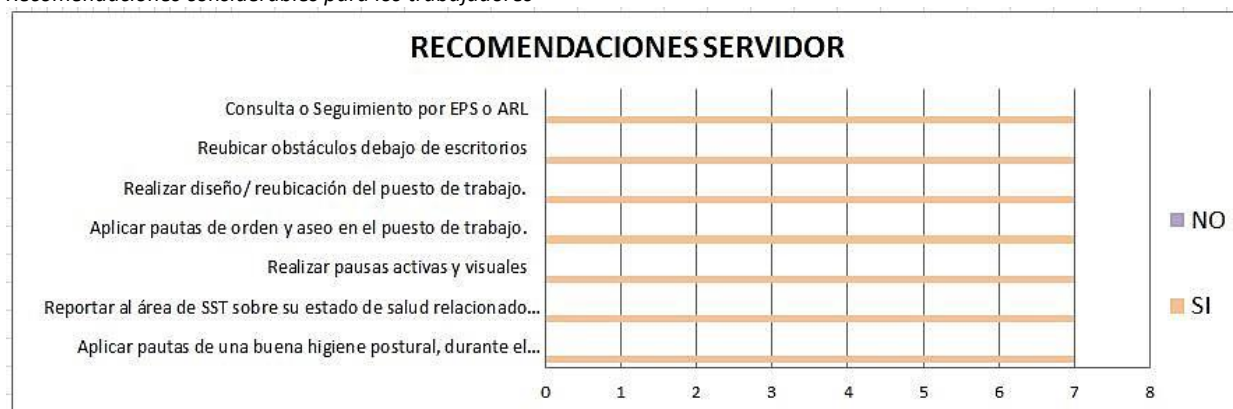 Recomendaciones considerables para los trabajadores
RECOMENDACIONES SERVIDOR
Consulta o Seguimiento por EPS o ARL
Reubicar obstáculos debajo de escritorios
Realizar diseño/ reubicación del puesto de trabajo.
Aplicar pautas de orden y aseo en el puesto de trabajo.
Realizar pausas activas y visuales
Reportar al área de SST sobre su estado de salud relacionado...
Aplicar pautas de una buena higiene postural, durante el...
NO
SI
0 1 2 3 4 5 6 7 8